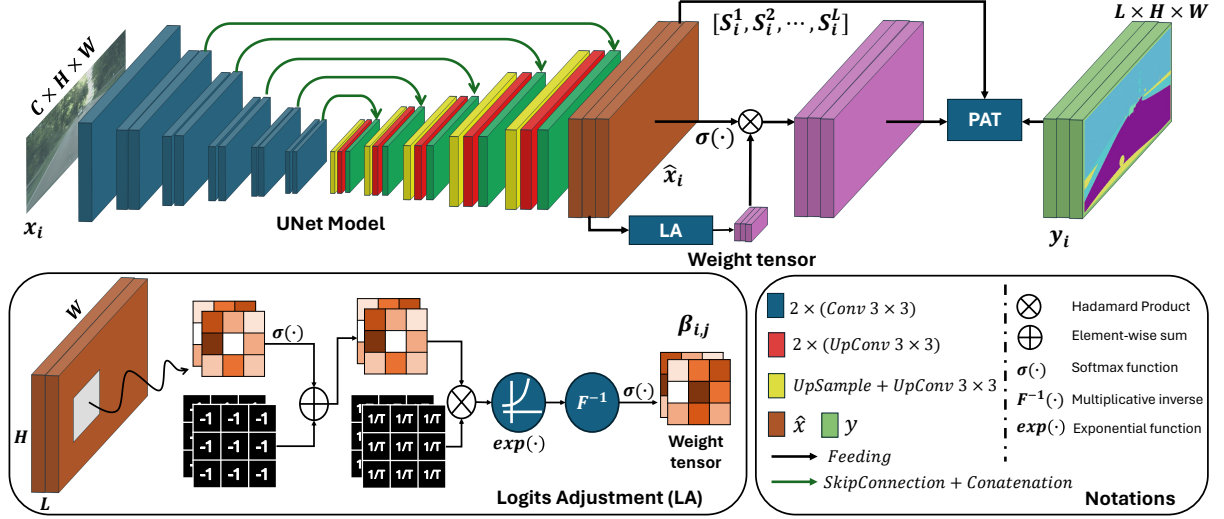 C × H × W
x_i
UNet Model
x̂_i
[S_i^1, S_i^2, ⋯, S_i^L]
σ(·)
LA
Weight tensor
PAT
L × H × W
y_i
W
H
L
σ(·)
-1 -1 -1
-1 -1 -1
-1 -1 -1
1/T 1/T 1/T
1/T 1/T 1/T
1/T 1/T 1/T
exp(·)
F⁻¹
σ(·)
β_{i,j}
Weight
tensor
Logits Adjustment (LA)
2 × (Conv 3 × 3)
2 × (UpConv 3 × 3)
UpSample + UpConv 3 × 3
x̂ y
Feeding
SkipConnection + Conatenation
Hadamard Product
Element-wise sum
σ(·) Softmax function
F⁻¹(·) Multiplicative inverse
exp(·) Exponential function
Notations